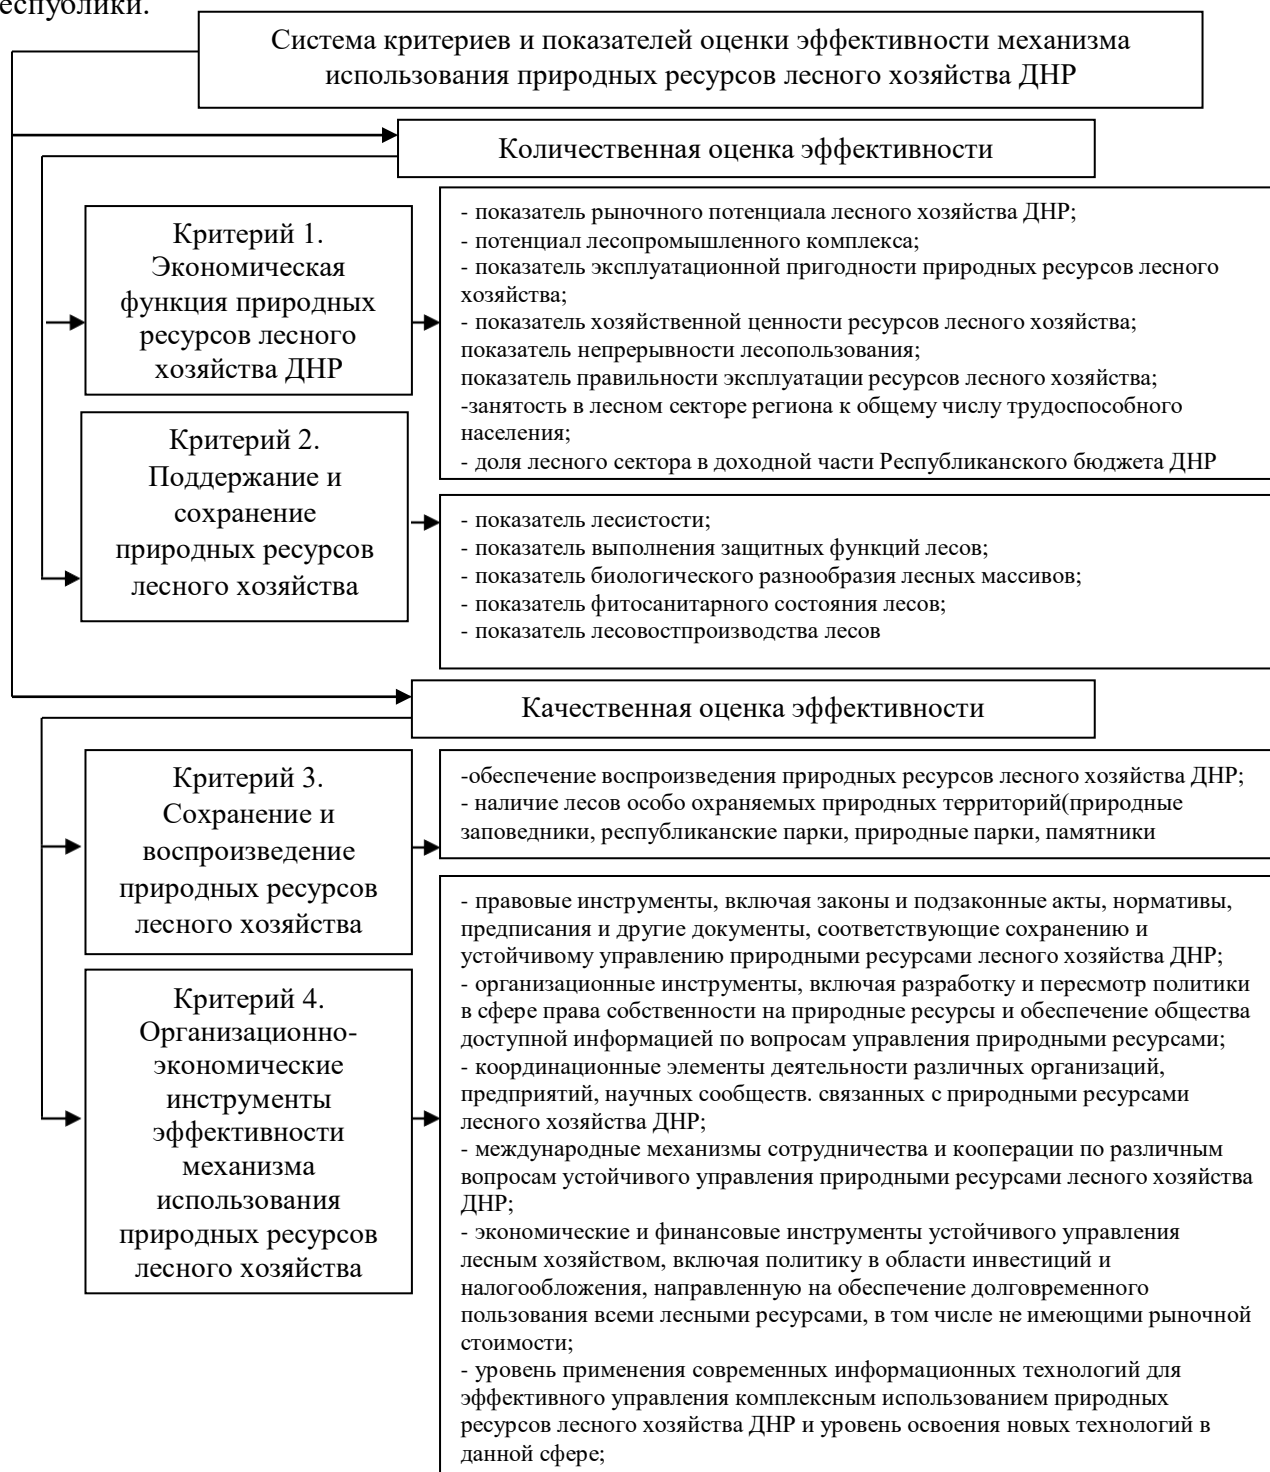 еспублики.
Система критериев и показателей оценки эффективности механизма
использования природных ресурсов лесного хозяйства ДНР
Количественная оценка эффективности
Критерий 1.
Экономическая
функция природных
ресурсов лесного
хозяйства ДНР
- показатель рыночного потенциала лесного хозяйства ДНР;
- потенциал лесопромышленного комплекса;
- показатель эксплуатационной пригодности природных ресурсов лесного
хозяйства;
- показатель хозяйственной ценности ресурсов лесного хозяйства;
показатель непрерывности лесопользования;
показатель правильности эксплуатации ресурсов лесного хозяйства;
-занятость в лесном секторе региона к общему числу трудоспособного
населения;
- доля лесного сектора в доходной части Республиканского бюджета ДНР
Критерий 2.
Поддержание и
сохранение
природных ресурсов
лесного хозяйства
- показатель лесистости;
- показатель выполнения защитных функций лесов;
- показатель биологического разнообразия лесных массивов;
- показатель фитосанитарного состояния лесов;
- показатель лесовостпроизводства лесов
Качественная оценка эффективности
Критерий 3.
Сохранение и
воспроизведение
природных ресурсов
лесного хозяйства
-обеспечение воспроизведения природных ресурсов лесного хозяйства ДНР;
- наличие лесов особо охраняемых природных территорий(природные
заповедники, республиканские парки, природные парки, памятники
Критерий 4.
Организационно-
экономические
инструменты
эффективности
механизма
использования
природных ресурсов
лесного хозяйства
- правовые инструменты, включая законы и подзаконные акты, нормативы,
предписания и другие документы, соответствующие сохранению и
устойчивому управлению природными ресурсами лесного хозяйства ДНР;
- организационные инструменты, включая разработку и пересмотр политики
в сфере права собственности на природные ресурсы и обеспечение общества
доступной информацией по вопросам управления природными ресурсами;
- координационные элементы деятельности различных организаций,
предприятий, научных сообществ. связанных с природными ресурсами
лесного хозяйства ДНР;
- международные механизмы сотрудничества и кооперации по различным
вопросам устойчивого управления природными ресурсами лесного хозяйства
ДНР;
- экономические и финансовые инструменты устойчивого управления
лесным хозяйством, включая политику в области инвестиций и
налогообложения, направленную на обеспечение долговременного
пользования всеми лесными ресурсами, в том числе не имеющими рыночной
стоимости;
- уровень применения современных информационных технологий для
эффективного управления комплексным использованием природных
ресурсов лесного хозяйства ДНР и уровень освоения новых технологий в
данной сфере;